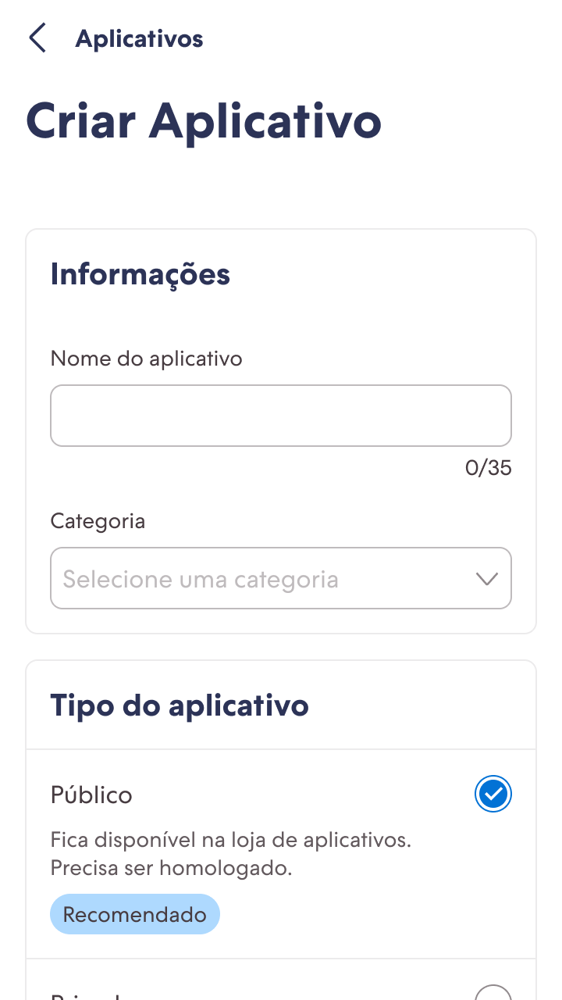 Aplicativos
Criar Aplicativo
Informações
Nome do aplicativo
0/35
Categoria
Selecione uma categoria
Tipo do aplicativo
Público
Fica disponível na loja de aplicativos.
Precisa ser homologado.
Recomendado